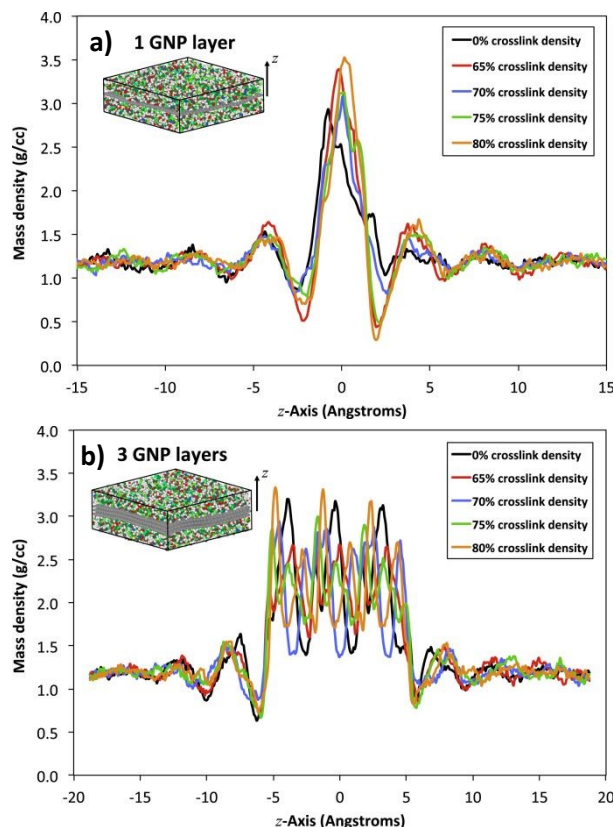 a) 1 GNP layer
z
0% crosslink density
65% crosslink density
70% crosslink density
75% crosslink density
80% crosslink density
Mass density (g/cc)
4.0
3.5
3.0
2.5
2.0
1.5
1.0
0.5
0.0
-15 -10 -5 0 5 10 15
z-Axis (Angstroms)
b) 3 GNP layers
z
0% crosslink density
65% crosslink density
70% crosslink density
75% crosslink density
80% crosslink density
Mass density (g/cc)
4.0
3.5
3.0
2.5
2.0
1.5
1.0
0.5
0.0
-20 -15 -10 -5 0 5 10 15 20
z-Axis (Angstroms)